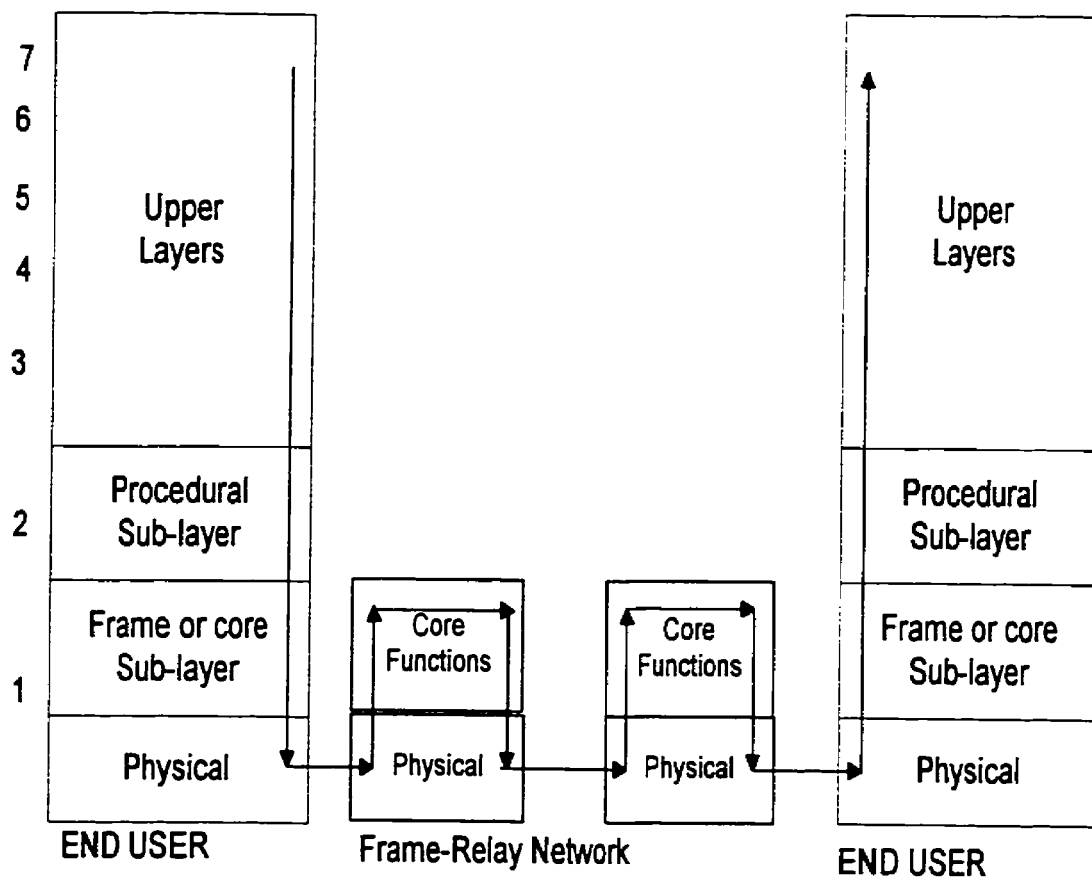 7
6
5
4
3
2
1
Upper
Layers
Procedural
Sub-layer
Frame or core
Sub-layer
Physical
END USER
Core
Functions
Physical
Core
Functions
Physical
Frame-Relay Network
Upper
Layers
Procedural
Sub-layer
Frame or core
Sub-layer
Physical
END USER